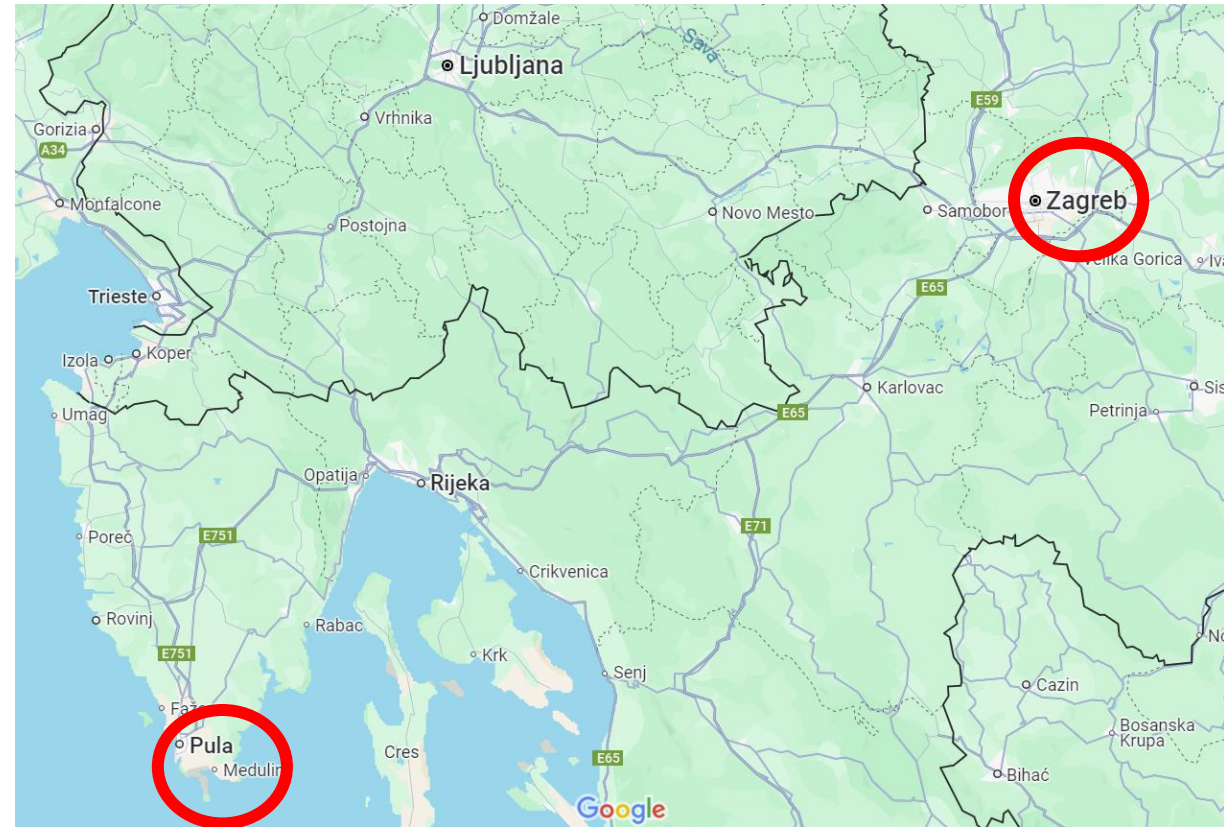 Domžale
Sava
Ljubljana
E59
Vrhnika
Gorizia
A34
Zagreb
Monfalcone
Novo Mesto
Samobor
Postojna
Velika Gorica
E65
Trieste
Koper
Izola
Karlovac
Sis
Umag
E65
Petrinja
Opatija
Rijeka
E71
Poreč
E751
Crikvenica
Rovinj
Rabac
E751
Krk
Senj
Cazin
Bosanska
Krupa
Pula
Cres
Medulin
E65
Bihać
Google